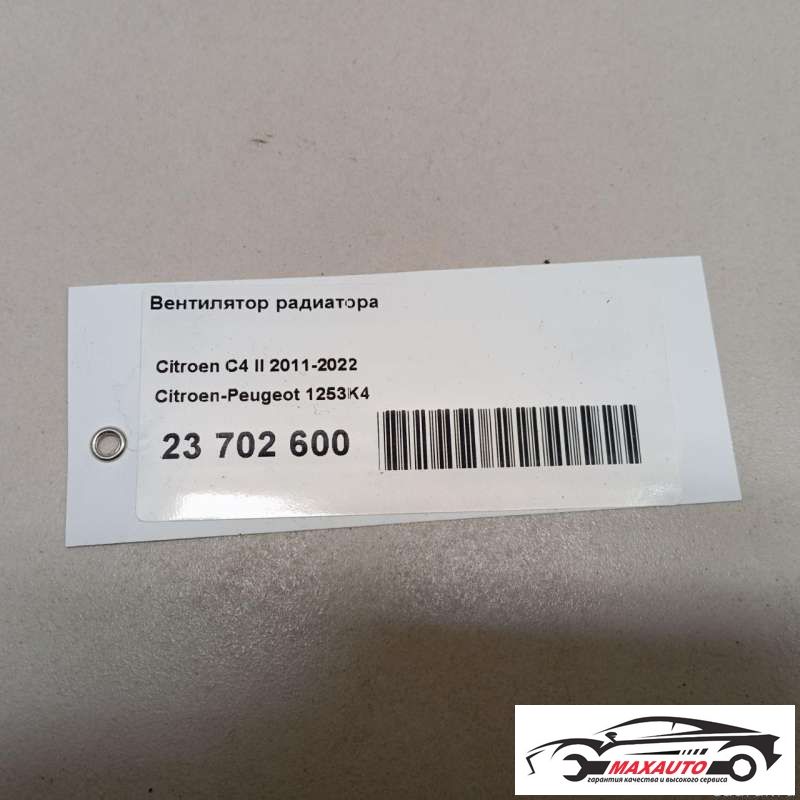 Вентилятор радиатора
Citroen C4 II 2011-2022
Citroen-Peugeot 1253K4
23 702 600
MAXAUTO
гарантия качества и высокого сервиса